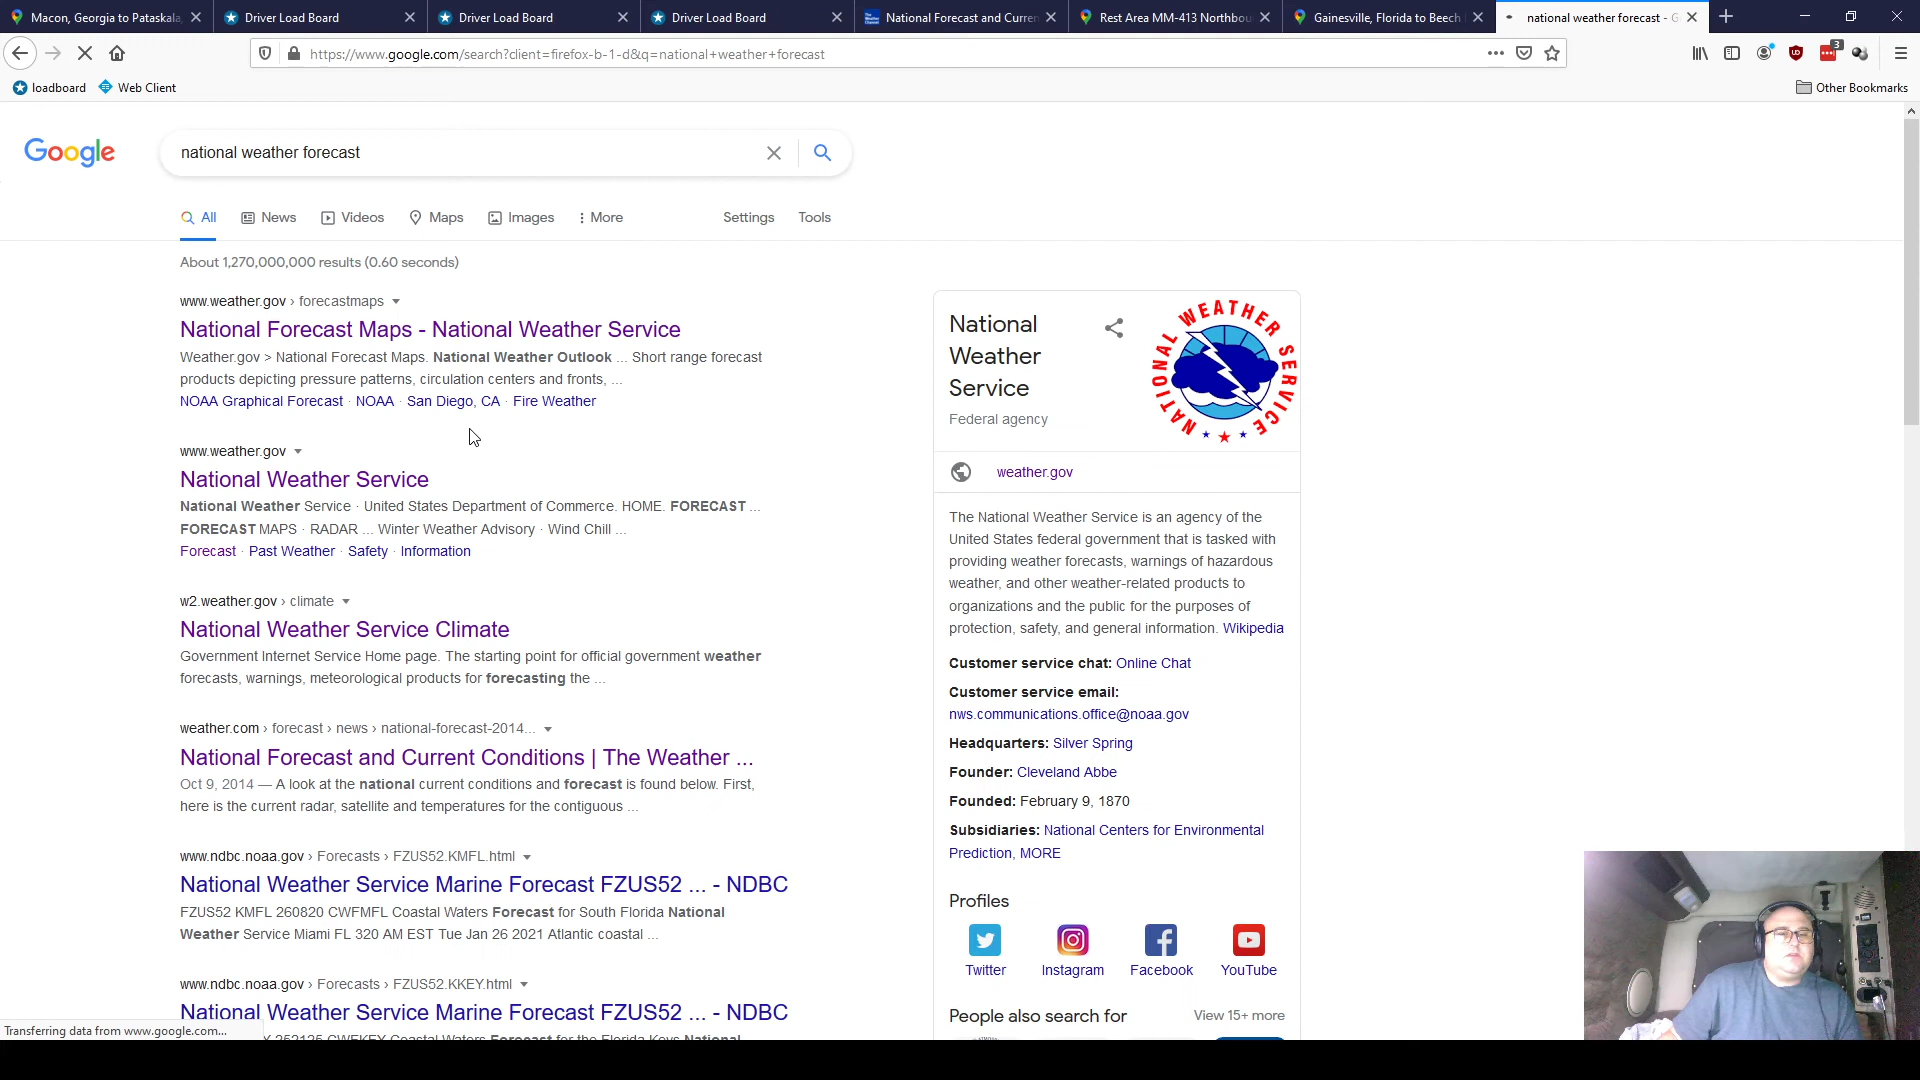 Macon, Georgia to Pataskala,
Driver Load Board
Driver Load Board
Driver Load Board
National Forecast and Curren
Rest Area MM-413 Northbou
Gainesville, Florida to Beech
national weather forecast - G
https://www.google.com/search?client=firefox-b-1-d&q=national+weather+forecast
3
loadboard
Web Client
Other Bookmarks
Google
national weather forecast
All
News
Videos
Maps
Images
More
Settings
Tools
About 1,270,000,000 results (0.60 seconds)
www.weather.gov › forecastmaps
National Forecast Maps - National Weather Service
Weather.gov > National Forecast Maps. National Weather Outlook ... Short range forecast
products depicting pressure patterns, circulation centers and fronts, ...
NOAA Graphical Forecast · NOAA · San Diego, CA · Fire Weather
www.weather.gov
National Weather Service
National Weather Service · United States Department of Commerce. HOME. FORECAST ...
FORECAST MAPS · RADAR ... Winter Weather Advisory · Wind Chill ...
Forecast · Past Weather · Safety · Information
w2.weather.gov › climate
National Weather Service Climate
Government Internet Service Home page. The starting point for official government weather
forecasts, warnings, meteorological products for forecasting the ...
weather.com › forecast › news › national-forecast-2014...
National Forecast and Current Conditions | The Weather ...
Oct 9, 2014 — A look at the national current conditions and forecast is found below. First,
here is the current radar, satellite and temperatures for the contiguous ...
www.ndbc.noaa.gov › Forecasts › FZUS52.KMFL.html
National Weather Service Marine Forecast FZUS52 ... - NDBC
FZUS52 KMFL 260820 CWFMFL Coastal Waters Forecast for South Florida National
Weather Service Miami FL 320 AM EST Tue Jan 26 2021 Atlantic coastal ...
www.ndbc.noaa.gov › Forecasts › FZUS52.KKEY.html
National Weather Service Marine Forecast FZUS52 ... - NDBC
Transferring data from www.google.com...
Y 252125 CWFKEY Coastal Waters Forecast for the Florida Keys National
National
Weather
Service
Federal agency
NATIONAL WEATHER SERVICE
weather.gov
The National Weather Service is an agency of the
United States federal government that is tasked with
providing weather forecasts, warnings of hazardous
weather, and other weather-related products to
organizations and the public for the purposes of
protection, safety, and general information. Wikipedia
Customer service chat: Online Chat
Customer service email:
nws.communications.office@noaa.gov
Headquarters: Silver Spring
Founder: Cleveland Abbe
Founded: February 9, 1870
Subsidiaries: National Centers for Environmental
Prediction, MORE
Profiles
Twitter
Instagram
Facebook
YouTube
People also search for
View 15+ more